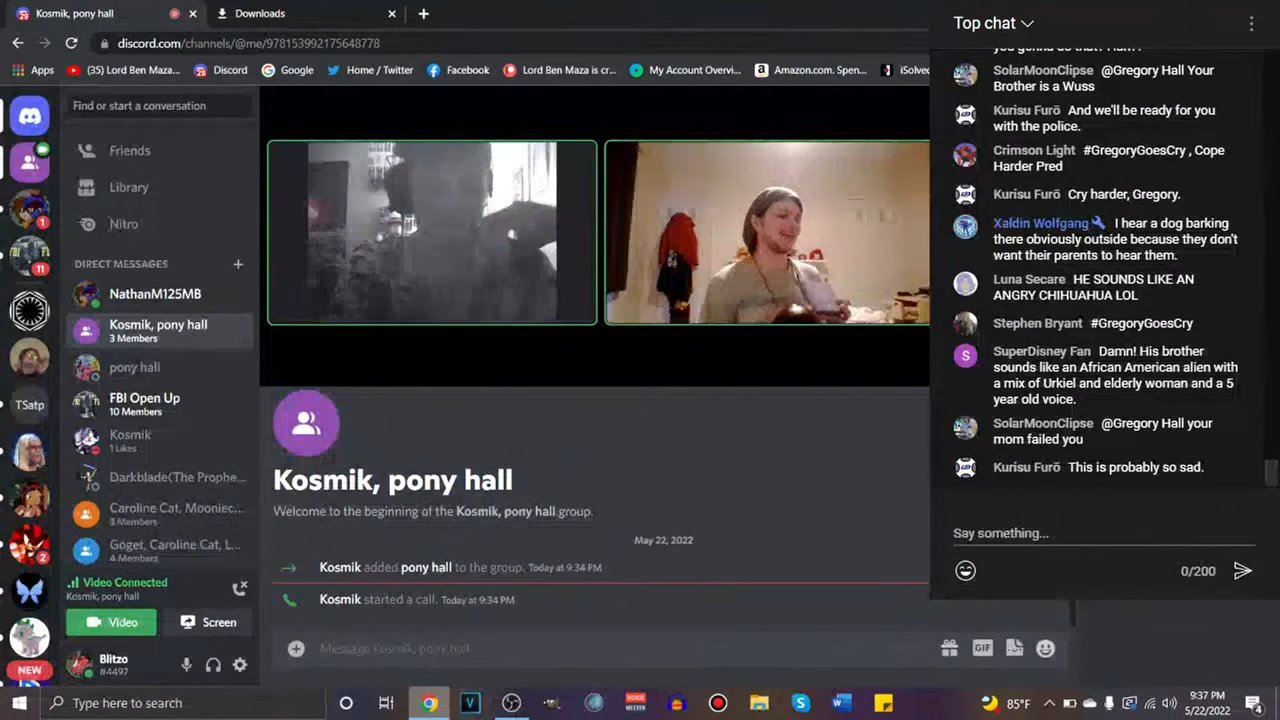 Kosmik, pony hall
Downloads
discord.com/channels/@me/978153992175648778
Apps
(35) Lord Ben Maza...
Discord
Google
Home / Twitter
Facebook
Lord Ben Maza is cr...
My Account Overvi...
Amazon.com. Spen...
iSolved
Find or start a conversation
Friends
Library
Nitro
DIRECT MESSAGES
NathanM125MB
Kosmik, pony hall
3 Members
pony hall
FBI Open Up
10 Members
Kosmik
1 Likes
Darkblade(The Prophe...
Caroline Cat, Mooniec...
3 Members
Goget, Caroline Cat, L...
4 Members
Video Connected
Kosmik, pony hall
Video
Screen
Blitzo
#4497
1
11
TSatp
2
NEW
Kosmik, pony hall
Welcome to the beginning of the Kosmik, pony hall group.
May 22, 2022
Kosmik added pony hall to the group. Today at 9:34 PM
Kosmik started a call. Today at 9:34 PM
Message Kosmik, pony hall
GIF
Top chat
SolarMoonClipse @Gregory Hall Your
Brother is a Wuss
Kurisu Furō And we'll be ready for you
with the police.
Crimson Light #GregoryGoesCry , Cope
Harder Pred
Kurisu Furō Cry harder, Gregory.
Xaldin Wolfgang I hear a dog barking
there obviously outside because they don't
want their parents to hear them.
Luna Secare HE SOUNDS LIKE AN
ANGRY CHIHUAHUA LOL
Stephen Bryant #GregoryGoesCry
S
SuperDisney Fan Damn! His brother
sounds like an African American alien with
a mix of Urkiel and elderly woman and a 5
year old voice.
SolarMoonClipse @Gregory Hall your
mom failed you
Kurisu Furō This is probably so sad.
Say something...
0/200
Type here to search
VOICE
MEETER
85°F
9:37 PM
5/22/2022
4